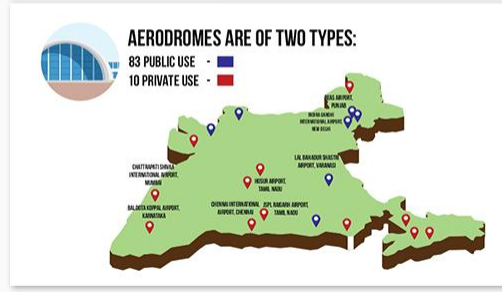 AERODROMES ARE OF TWO TYPES:
83 PUBLIC USE -
10 PRIVATE USE -
BEAS AIRPORT,
PUNJAB
INDIRA GANDHI
INTERNATIONAL AIRPORT,
NEW DELHI
CHATTRAPATI SHIVAJI
INTERNATIONAL AIRPORT,
MUMBAI
LAL BAHADUR SHASTRI
AIRPORT, VARANASI
HOSUR AIRPORT,
TAMIL NADU
BALDOTA KOPPAL AIRPORT,
KARNATAKA
CHENNAI INTERNATIONAL
AIRPORT, CHENNAI
JSPL RAIGARH AIRPORT,
TAMIL NADU